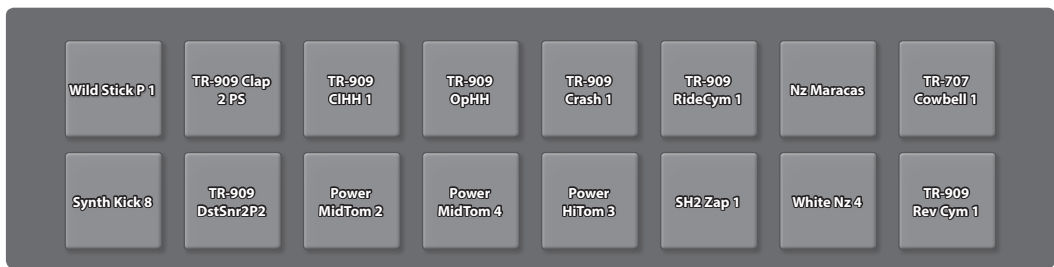 Wild Stick P 1
TR-909 Clap
2 PS
TR-909
ClHH 1
TR-909
OpHH
TR-909
Crash 1
TR-909
RideCym 1
Nz Maracas
TR-707
Cowbell 1
Synth Kick 8
TR-909
DstSnr2P2
Power
MidTom 2
Power
MidTom 4
Power
HiTom 3
SH2 Zap 1
White Nz 4
TR-909
Rev Cym 1